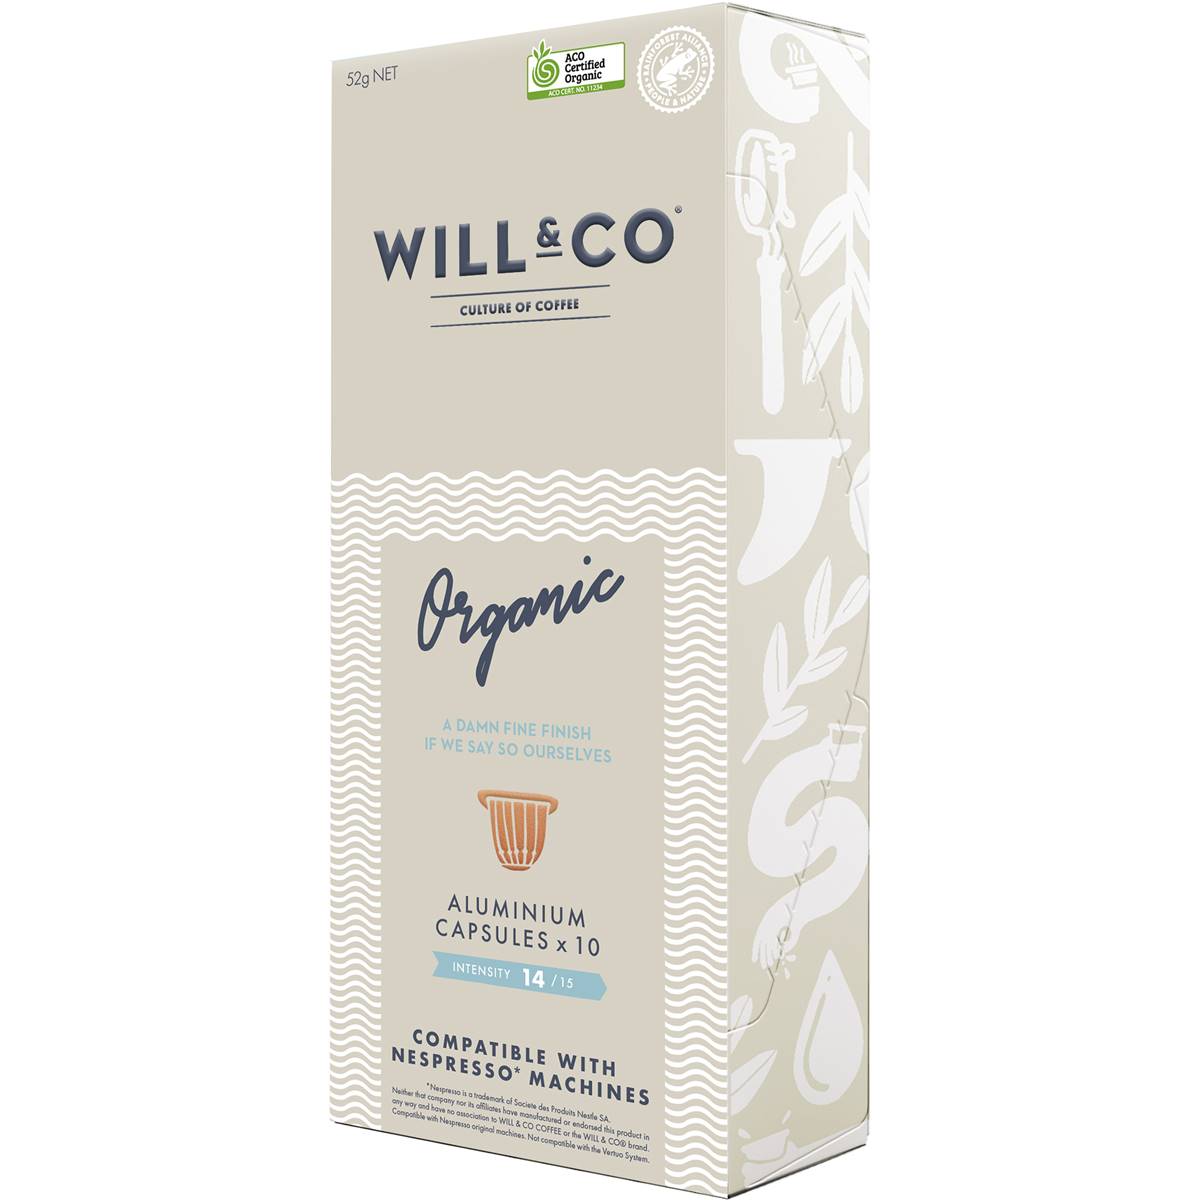 52g NET
ACO
Certified
Organic
ACO CERT. NO. 11234
RAINFOREST ALLIANCE
PEOPLE & NATURE
WILL & CO®
CULTURE OF COFFEE
Organic
A DAMN FINE FINISH
IF WE SAY SO OURSELVES
ALUMINIUM
CAPSULES x 10
INTENSITY 14 / 15
COMPATIBLE WITH
NESPRESSO* MACHINES
*Nespresso is a trademark of Societe des Produits Nestle SA.
Neither that company nor its affiliates have manufactured or endorsed this product in
any way and have no association to WILL & CO COFFEE or the WILL & CO® brand.
Compatible with Nespresso original machines. Not compatible with the Vertuo System.